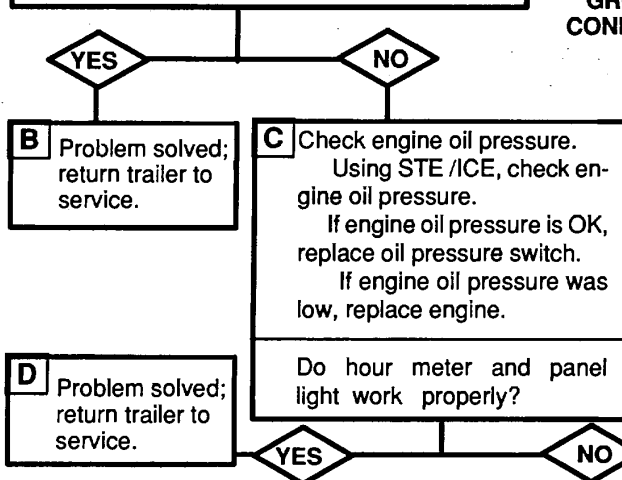 YES
NO
B Problem solved;
return trailer to
service.
C Check engine oil pressure.
Using STE /ICE, check en-
gine oil pressure.
If engine oil pressure is OK,
replace oil pressure switch.
If engine oil pressure was
low, replace engine.
Do hour meter and panel
light work properly?
D Problem solved;
return trailer to
service.
YES
NO